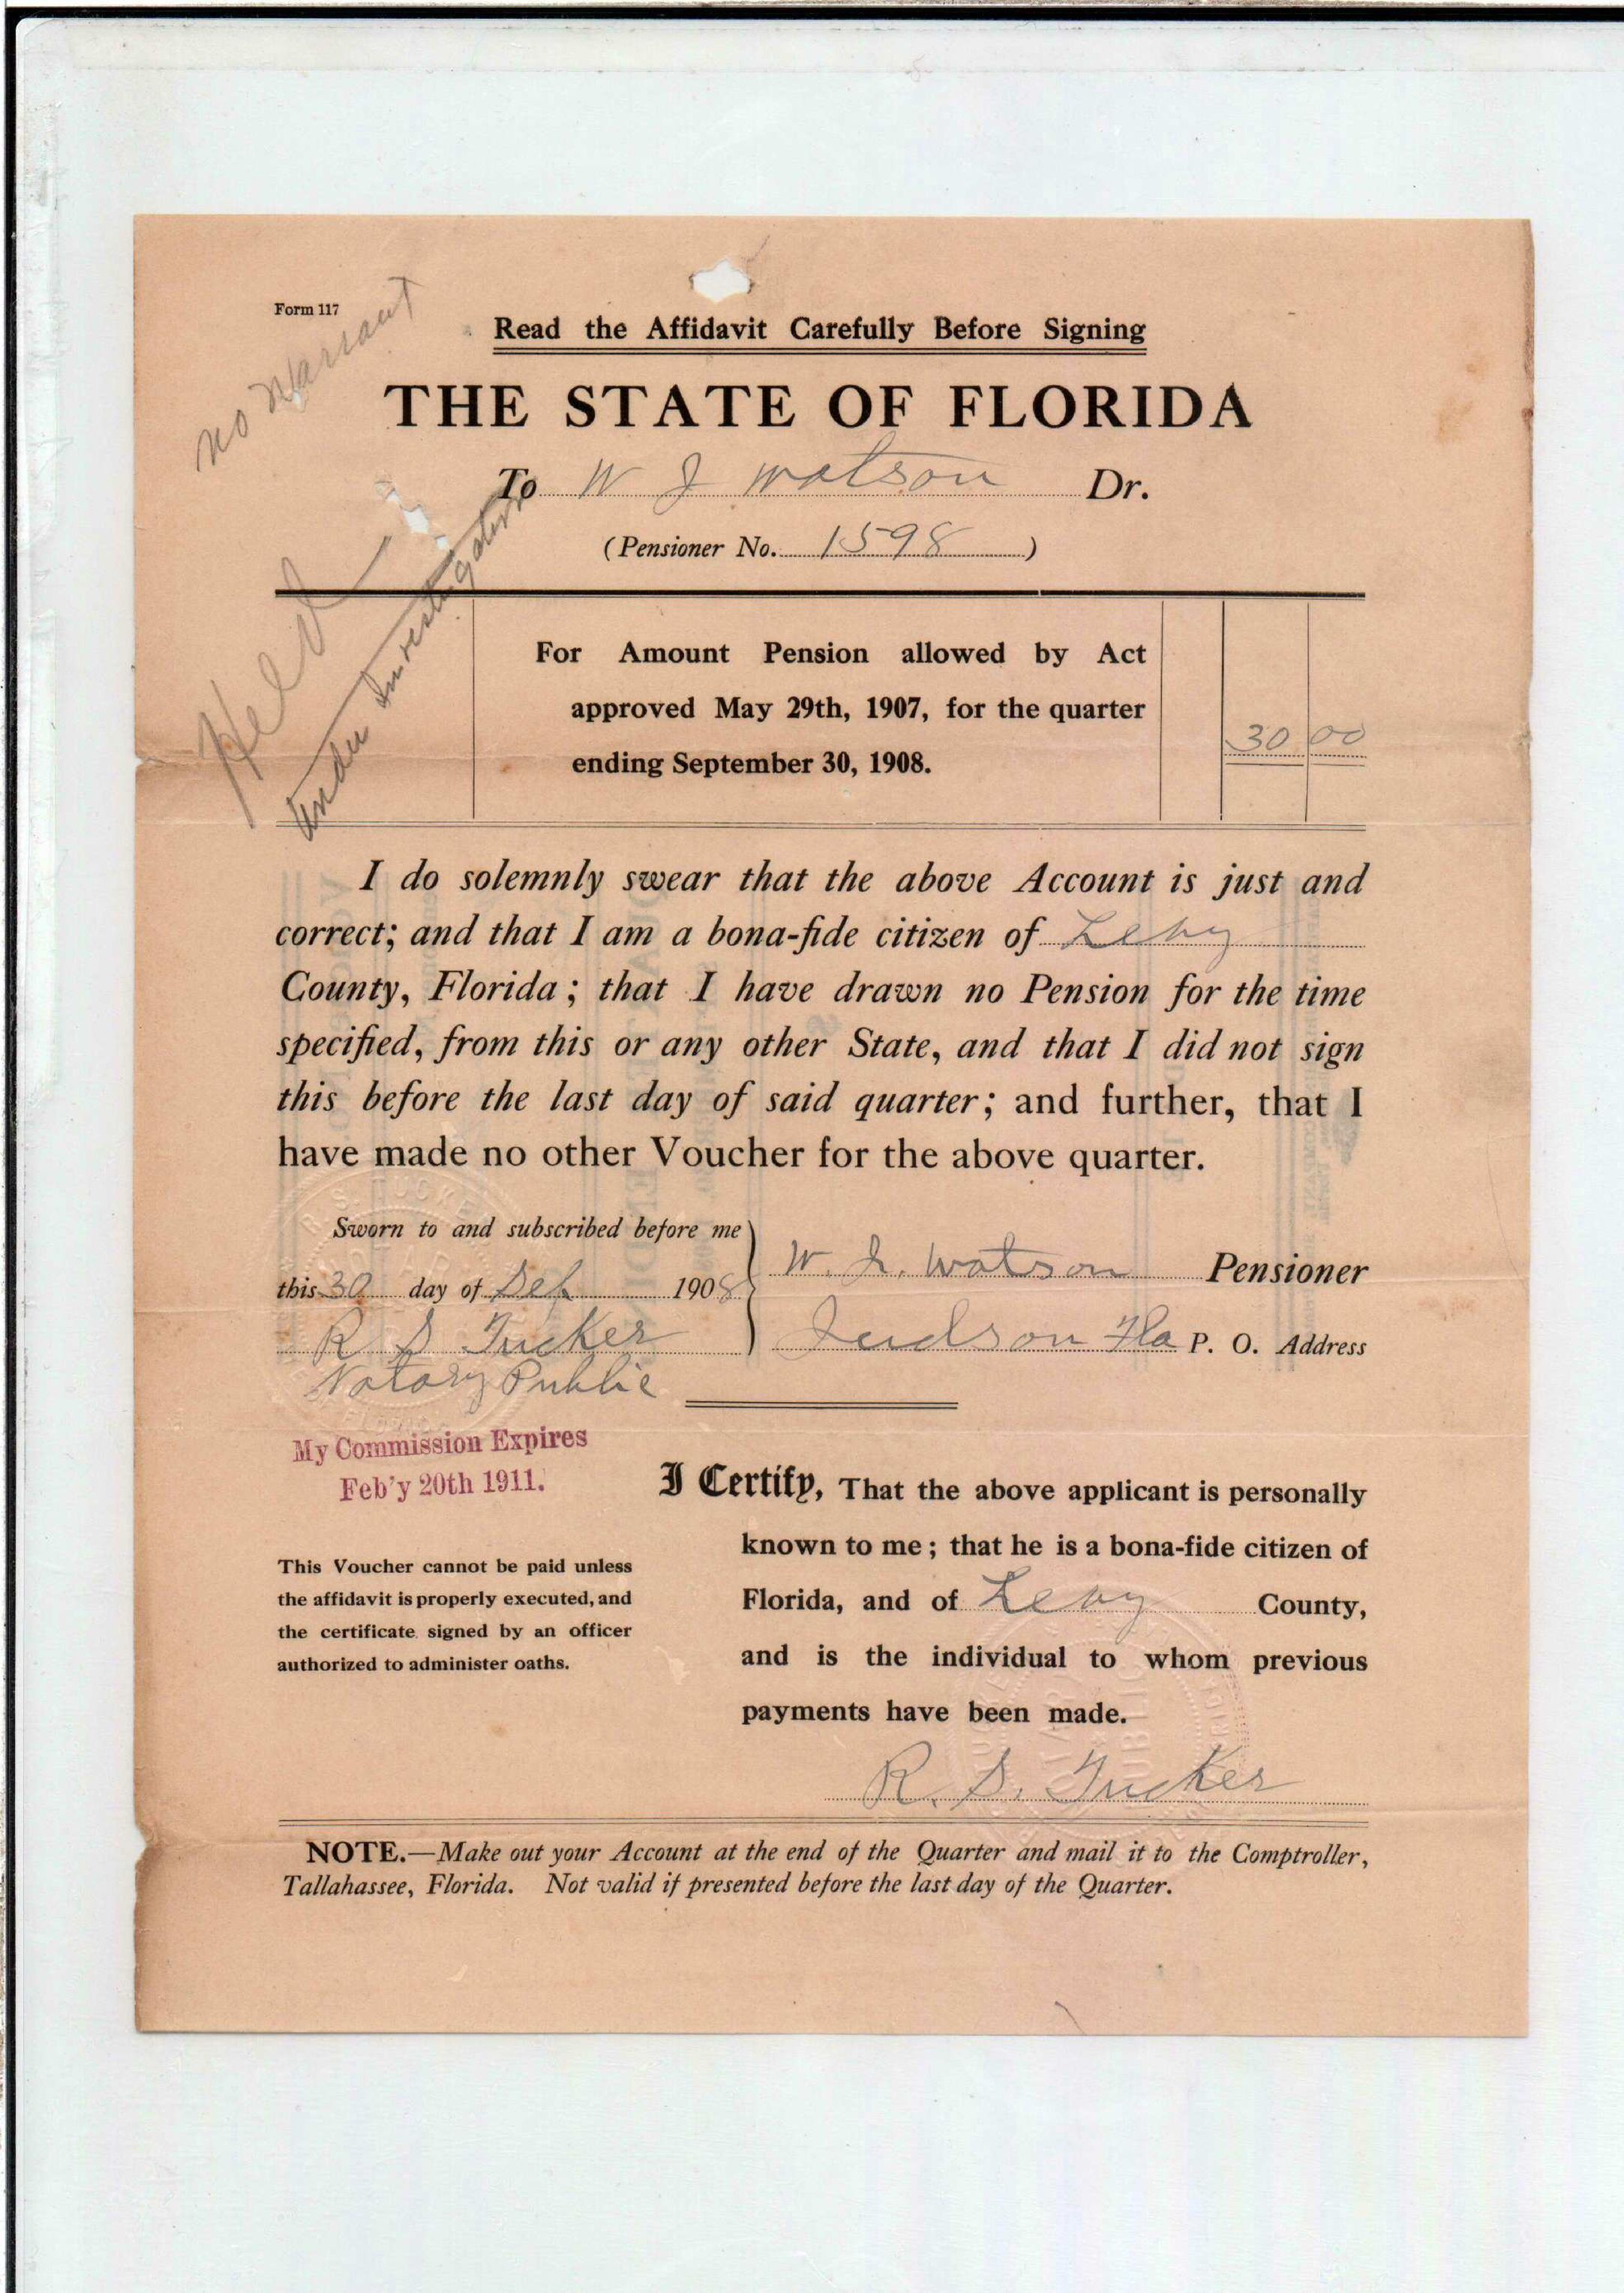 Form 117
no Warrant
Read the Affidavit Carefully Before Signing
THE STATE OF FLORIDA
To W J Watson Dr.
(Pensioner No. 1598)
Held
Under Investigation
For Amount Pension allowed by Act
approved May 29th, 1907, for the quarter
ending September 30, 1908.
30 00
I do solemnly swear that the above Account is just and
correct; and that I am a bona-fide citizen of Levy
County, Florida; that I have drawn no Pension for the time
specified, from this or any other State, and that I did not sign
this before the last day of said quarter; and further, that I
have made no other Voucher for the above quarter.
Sworn to and subscribed before me
this 30 day of Sep 1908
R S Tucker
Notary Public
W. J. Watson Pensioner
Judson Fla P. O. Address
My Commission Expires
Feb'y 20th 1911.
This Voucher cannot be paid unless
the affidavit is properly executed, and
the certificate signed by an officer
authorized to administer oaths.
I Certify, That the above applicant is personally
known to me; that he is a bona-fide citizen of
Florida, and of Levy County,
and is the individual to whom previous
payments have been made.
R. S. Tucker
NOTE.—Make out your Account at the end of the Quarter and mail it to the Comptroller,
Tallahassee, Florida. Not valid if presented before the last day of the Quarter.